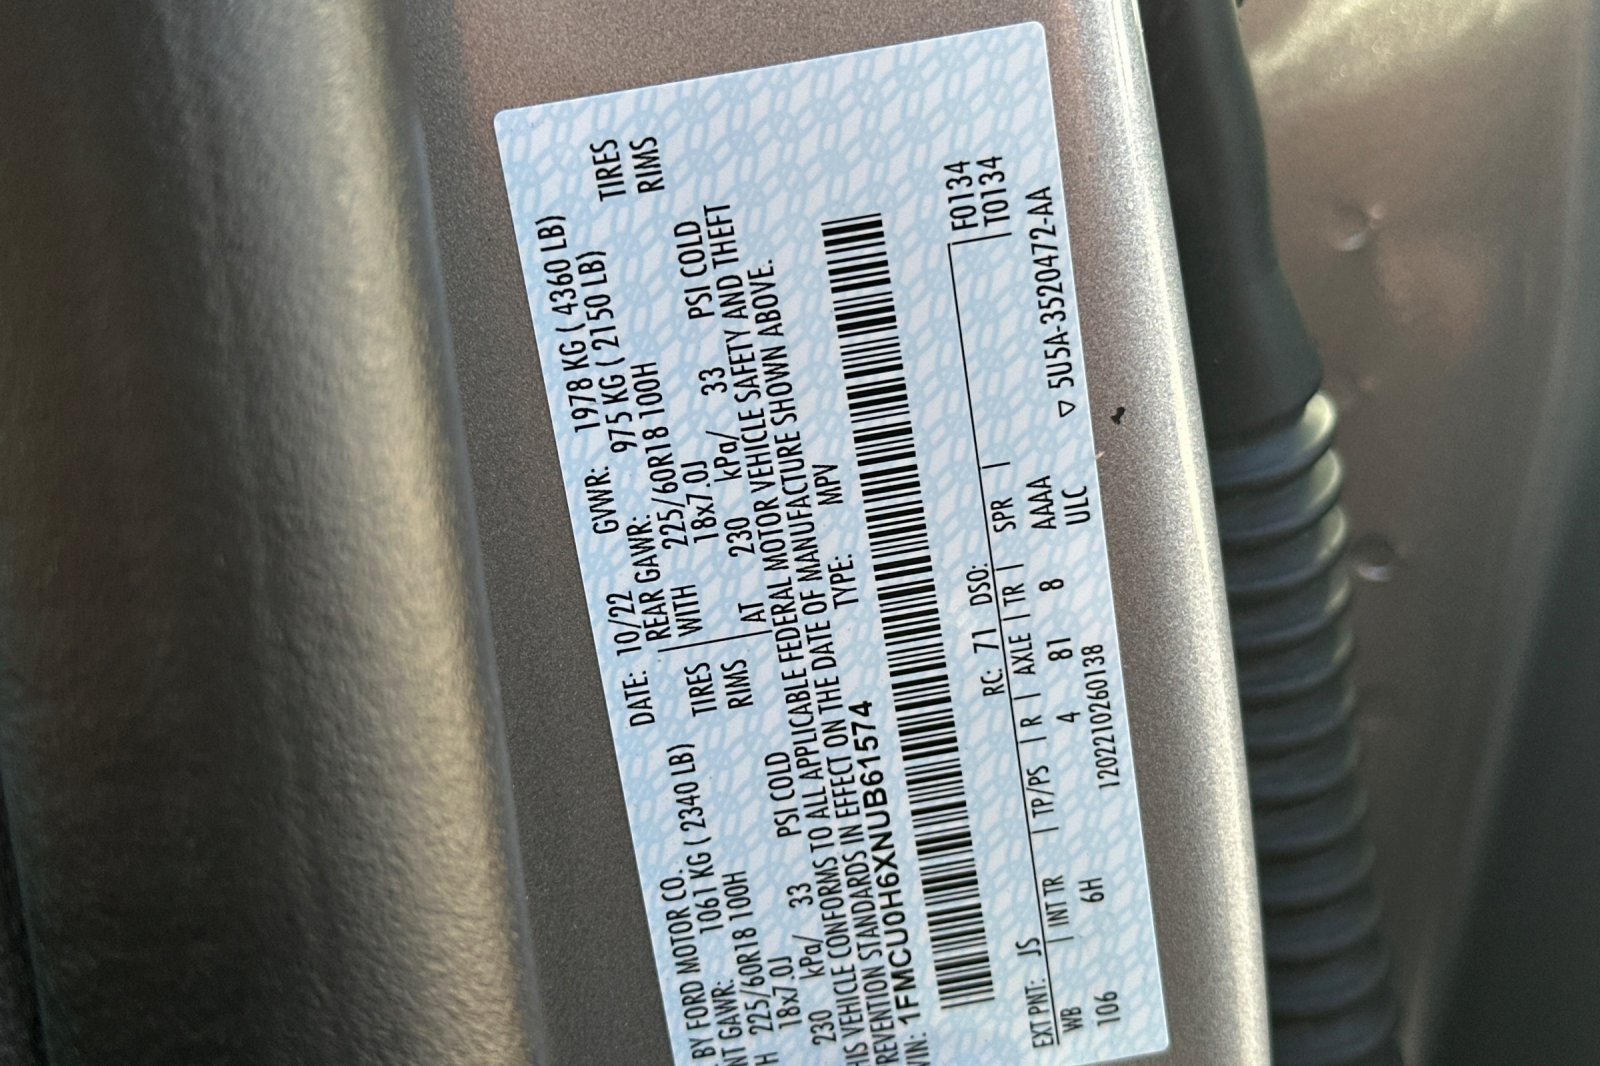 BY FORD MOTOR CO.
DATE: 10/22 GVWR: 1978 KG ( 4360 LB)
NT GAWR: 1061 KG ( 2340 LB) REAR GAWR: 975 KG ( 2150 LB)
H 225/60R18 100H TIRES WITH 225/60R18 100H TIRES
18x7.0J RIMS 18x7.0J RIMS
230 kPa/ 33 PSI COLD AT 230 kPa/ 33 PSI COLD
HIS VEHICLE CONFORMS TO ALL APPLICABLE FEDERAL MOTOR VEHICLE SAFETY AND THEFT
REVENTION STANDARDS IN EFFECT ON THE DATE OF MANUFACTURE SHOWN ABOVE.
VIN: 1FMCU0H6XNUB61574 TYPE: MPV
F0134
T0134
EXT PNT: JS RC: 71 DSO:
WB INT TR TP/PS R AXLE TR SPR
106 6H 4 81 8 AAAA
ULC
1202210260138
▽ 5U5A-3520472-AA